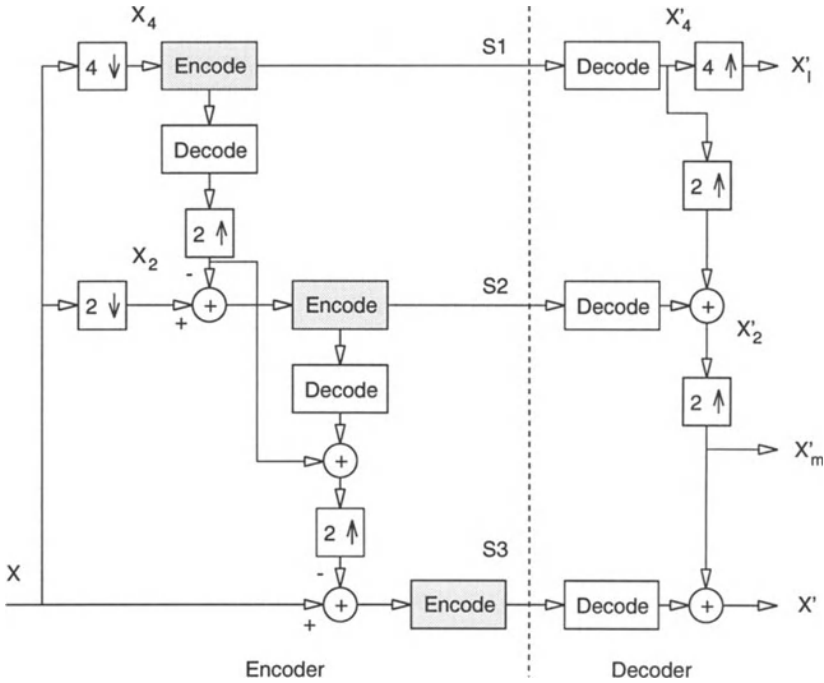 X4 X'4
S1
4 ↓ Encode Decode 4 ↑ X'l
Decode
2 ↑ 2 ↑
X2 -
S2
2 ↓ + + Encode Decode +
X'2
Decode
2 ↑
+ X'm
2 ↑
S3
X -
+ + Encode Decode + X'
Encoder Decoder